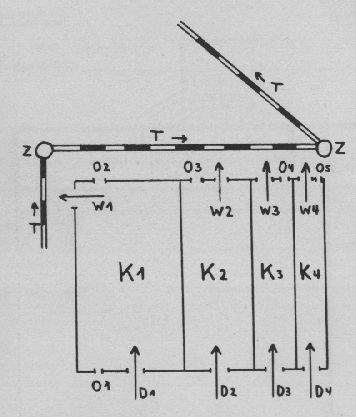 T
Z T Z
O2 O3 O4 O5
W1 W2 W3 W4
T
K1 K2 K3 K4
O1 D1 D2 D3 D4